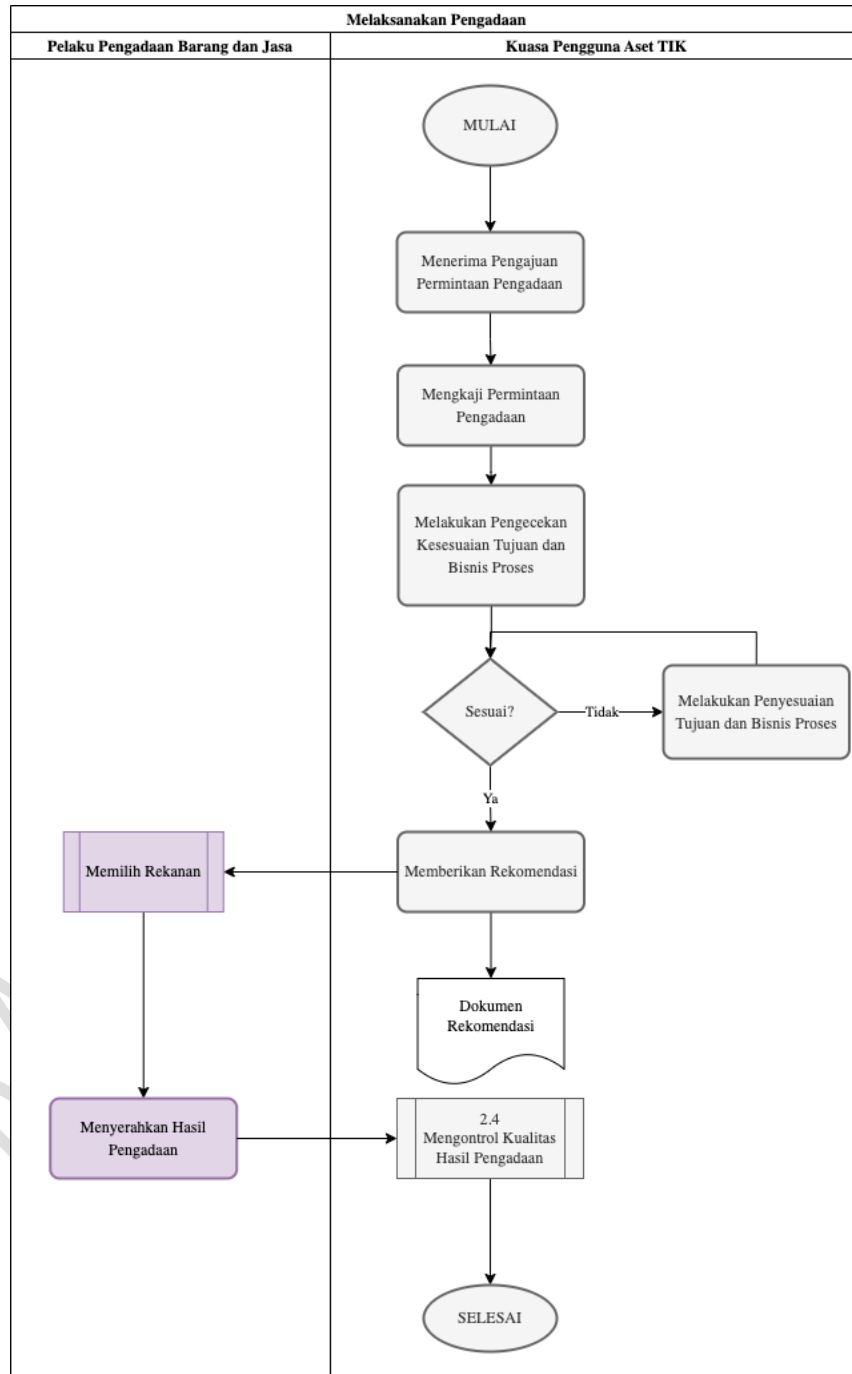 Melaksanakan Pengadaan
Pelaku Pengadaan Barang dan Jasa
Kuasa Pengguna Aset TIK
MULAI
Menerima Pengajuan
Permintaan Pengadaan
Mengkaji Permintaan
Pengadaan
Melakukan Pengecekan
Kesesuaian Tujuan dan
Bisnis Proses
Sesuai?
Tidak
Melakukan Penyesuaian
Tujuan dan Bisnis Proses
Ya
Memilih Rekanan
Memberikan Rekomendasi
Dokumen
Rekomendasi
Menyerahkan Hasil
Pengadaan
2.4
Mengontrol Kualitas
Hasil Pengadaan
SELESAI